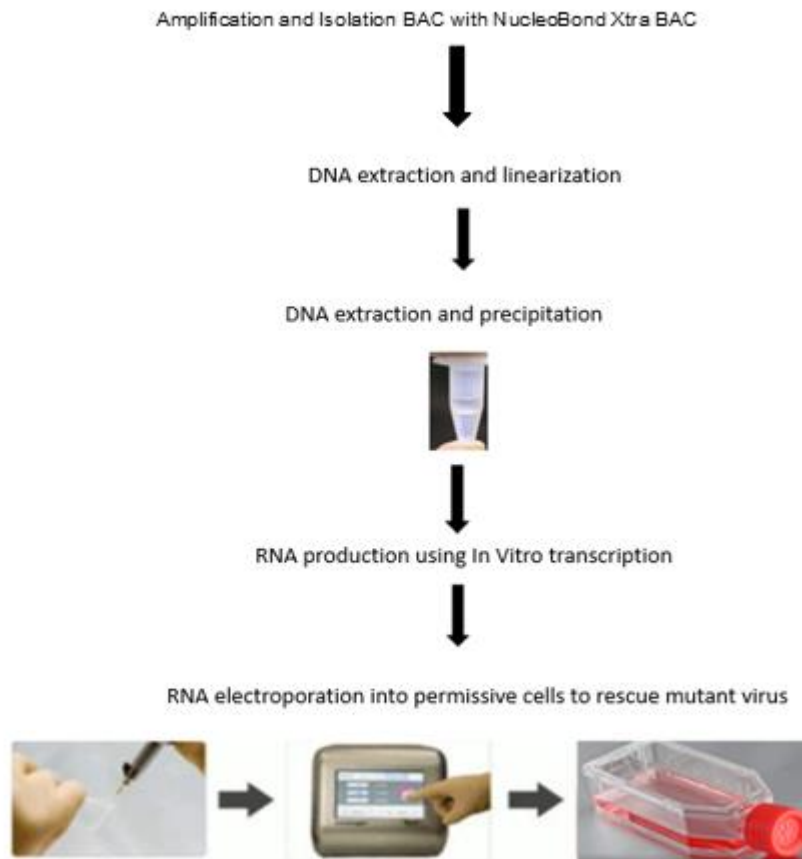 Amplification and Isolation BAC with NucleoBond Xtra BAC
DNA extraction and linearization
DNA extraction and precipitation
RNA production using In Vitro transcription
RNA electroporation into permissive cells to rescue mutant virus